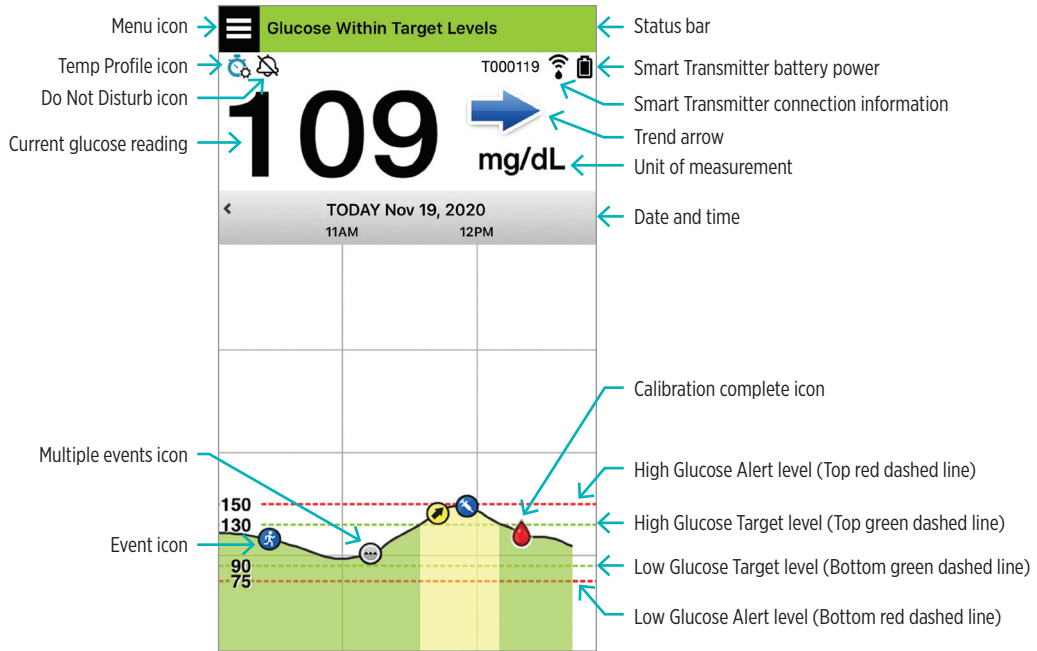 Menu icon
Glucose Within Target Levels
Status bar
Temp Profile icon
T000119
Smart Transmitter battery power
Do Not Disturb icon
Smart Transmitter connection information
Current glucose reading
109
Trend arrow
mg/dL
Unit of measurement
TODAY Nov 19, 2020
Date and time
11AM
12PM
Calibration complete icon
Multiple events icon
High Glucose Alert level (Top red dashed line)
150
130
High Glucose Target level (Top green dashed line)
Event icon
90
Low Glucose Target level (Bottom green dashed line)
75
Low Glucose Alert level (Bottom red dashed line)